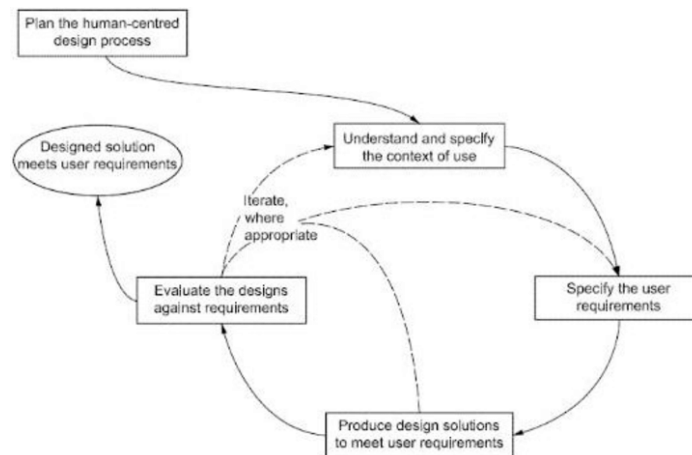 Plan the human-centred
design process
Understand and specify
the context of use
Designed solution
meets user requirements
Iterate,
where
appropriate
Evaluate the designs
against requirements
Specify the user
requirements
Produce design solutions
to meet user requirements